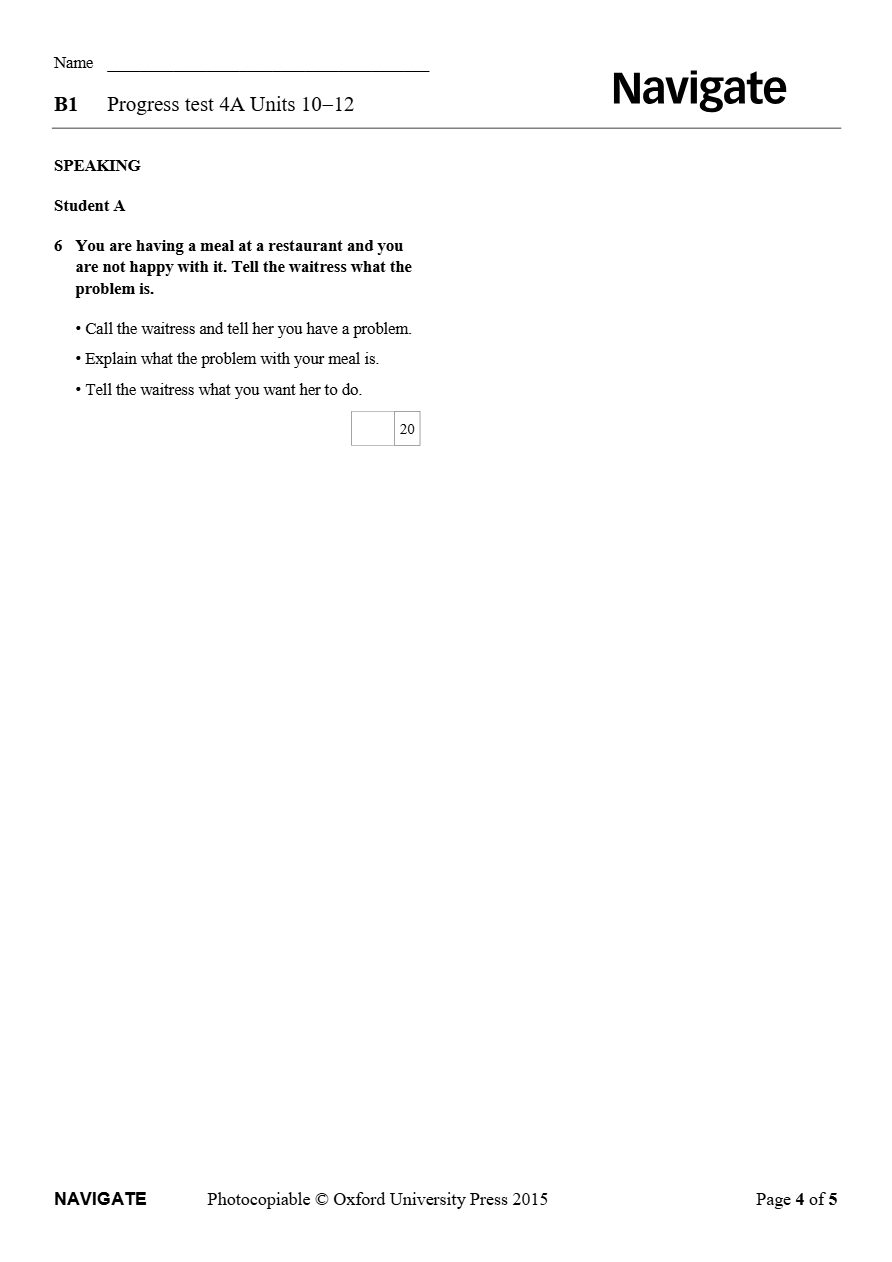 Name
Navigate
B1 Progress test 4A Units 10–12
SPEAKING
Student A
6 You are having a meal at a restaurant and you
are not happy with it. Tell the waitress what the
problem is.
• Call the waitress and tell her you have a problem.
• Explain what the problem with your meal is.
• Tell the waitress what you want her to do.
20
NAVIGATE Photocopiable © Oxford University Press 2015 Page 4 of 5